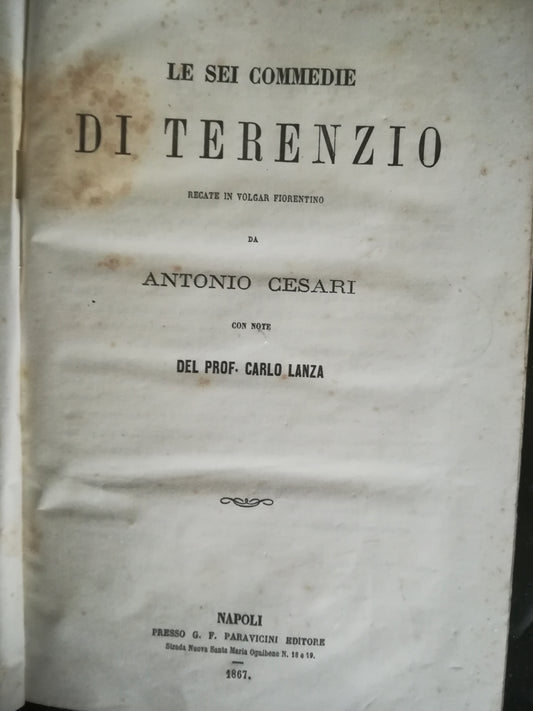 LE SEI COMMEDIE
DI TERENZIO
RECATE IN VOLGAR FIORENTINO
DA
ANTONIO CESARI
CON NOTE
DEL PROF. CARLO LANZA
NAPOLI
PRESSO G. F. PARAVICINI EDITORE
Strada Nuova Santa Maria Ognibene N. 18 e 19.
1867.